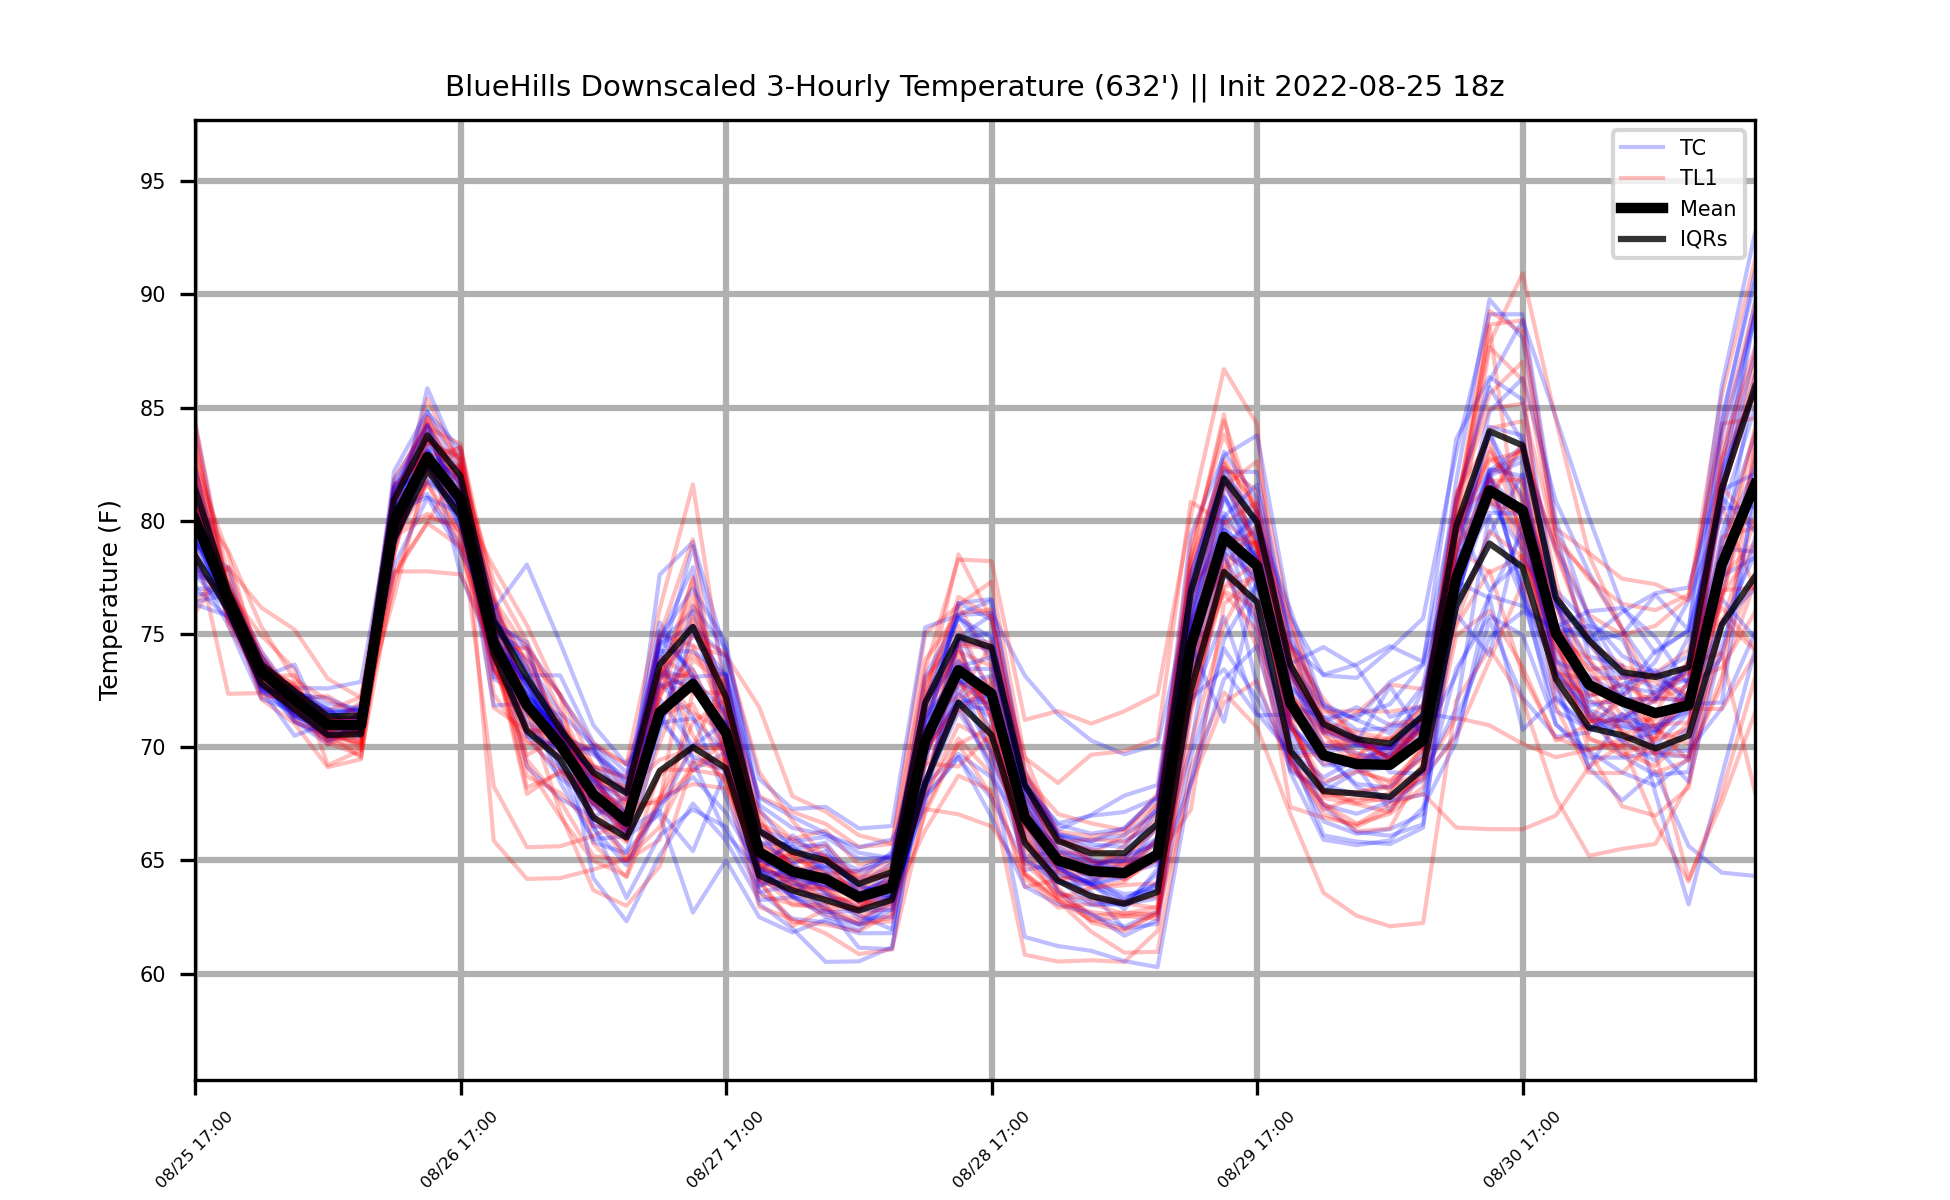 BlueHills Downscaled 3-Hourly Temperature (632') || Init 2022-08-25 18z
TC
TL1
Mean
IQRs
Temperature (F)
95
90
85
80
75
70
65
60
08/25 17:00
08/26 17:00
08/27 17:00
08/28 17:00
08/29 17:00
08/30 17:00